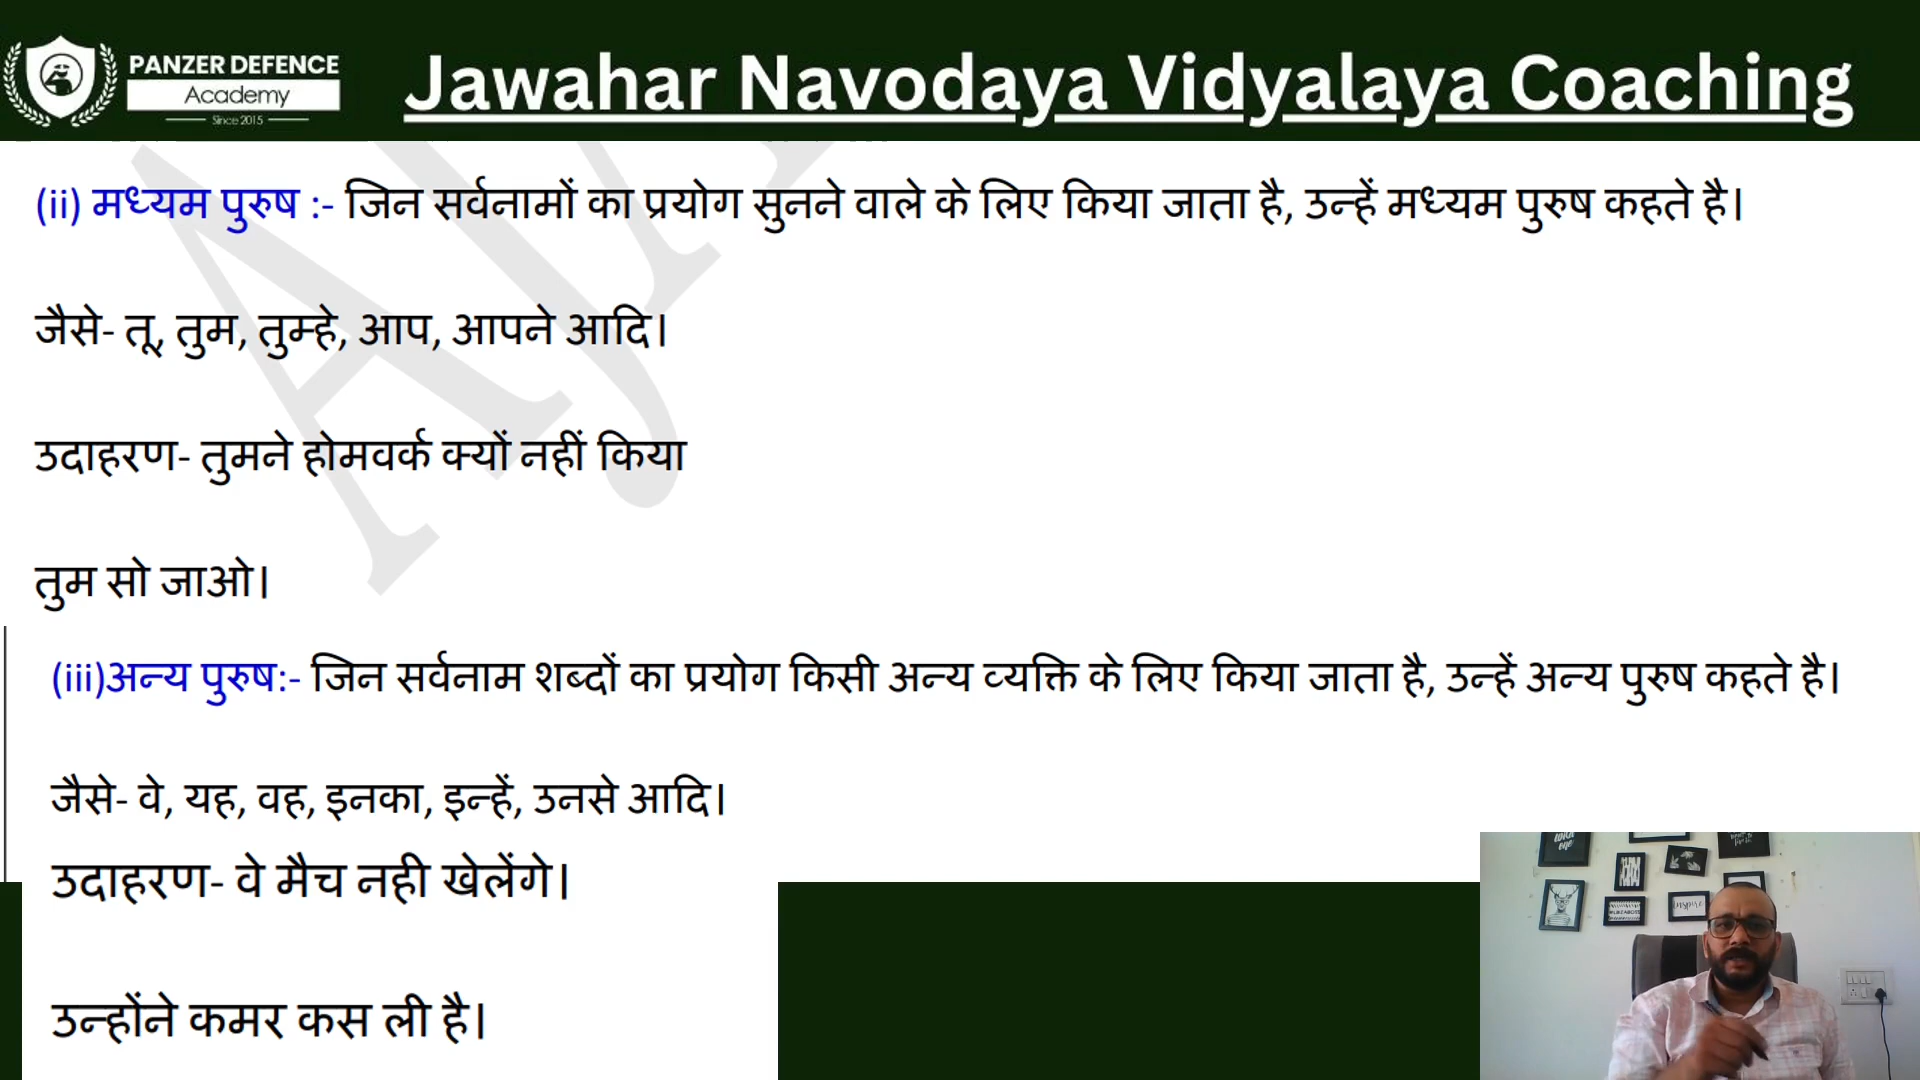 PANZER DEFENCE
Academy
Since 2015
Jawahar Navodaya Vidyalaya Coaching
(ii) मध्यम पुरुष :- जिन सर्वनामों का प्रयोग सुनने वाले के लिए किया जाता है, उन्हें मध्यम पुरुष कहते है।
जैसे- तू, तुम, तुम्हे, आप, आपने आदि।
उदाहरण- तुमने होमवर्क क्यों नहीं किया
तुम सो जाओ।
(iii)अन्य पुरुष:- जिन सर्वनाम शब्दों का प्रयोग किसी अन्य व्यक्ति के लिए किया जाता है, उन्हें अन्य पुरुष कहते है।
जैसे- वे, यह, वह, इनका, इन्हें, उनसे आदि।
उदाहरण- वे मैच नही खेलेंगे।
उन्होंने कमर कस ली है।
inspire